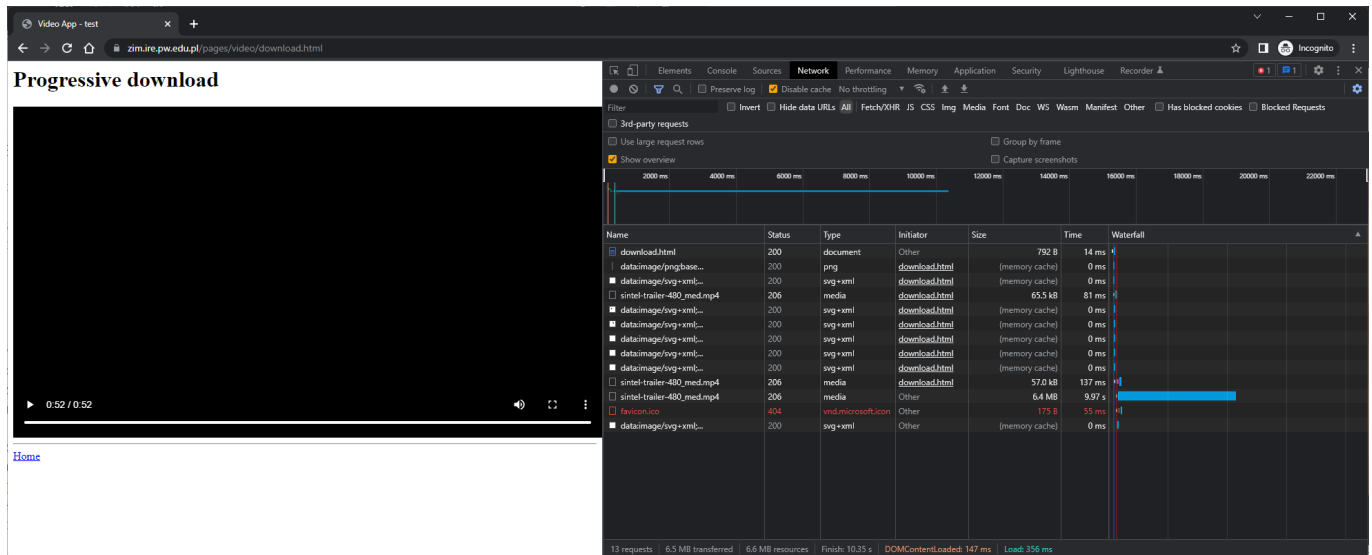 Video App - test
zim.ire.pw.edu.pl/pages/video/download.html
Incognito
Progressive download
0:52 / 0:52
Home
Elements Console Sources Network Performance Memory Application Security Lighthouse Recorder
1 1
Preserve log Disable cache No throttling
Filter Invert Hide data URLs All Fetch/XHR JS CSS Img Media Font Doc WS Wasm Manifest Other Has blocked cookies Blocked Requests
3rd-party requests
Use large request rows Group by frame
Show overview Capture screenshots
2000 ms 4000 ms 6000 ms 8000 ms 10000 ms 12000 ms 14000 ms 16000 ms 18000 ms 20000 ms 22000 ms
Name Status Type Initiator Size Time Waterfall
download.html 200 document Other 792 B 14 ms
data:image/png;base... 200 png download.html (memory cache) 0 ms
data:image/svg+xml;... 200 svg+xml download.html (memory cache) 0 ms
sintel-trailer-480_med.mp4 206 media download.html 65.5 kB 81 ms
data:image/svg+xml;... 200 svg+xml download.html (memory cache) 0 ms
data:image/svg+xml;... 200 svg+xml download.html (memory cache) 0 ms
data:image/svg+xml;... 200 svg+xml download.html (memory cache) 0 ms
data:image/svg+xml;... 200 svg+xml download.html (memory cache) 0 ms
data:image/svg+xml;... 200 svg+xml download.html (memory cache) 0 ms
sintel-trailer-480_med.mp4 206 media download.html 57.0 kB 137 ms
sintel-trailer-480_med.mp4 206 media Other 6.4 MB 9.97 s
favicon.ico 404 vnd.microsoft.icon Other 175 B 55 ms
data:image/svg+xml;... 200 svg+xml Other (memory cache) 0 ms
13 requests 6.5 MB transferred 6.6 MB resources Finish: 10.35 s DOMContentLoaded: 147 ms Load: 356 ms